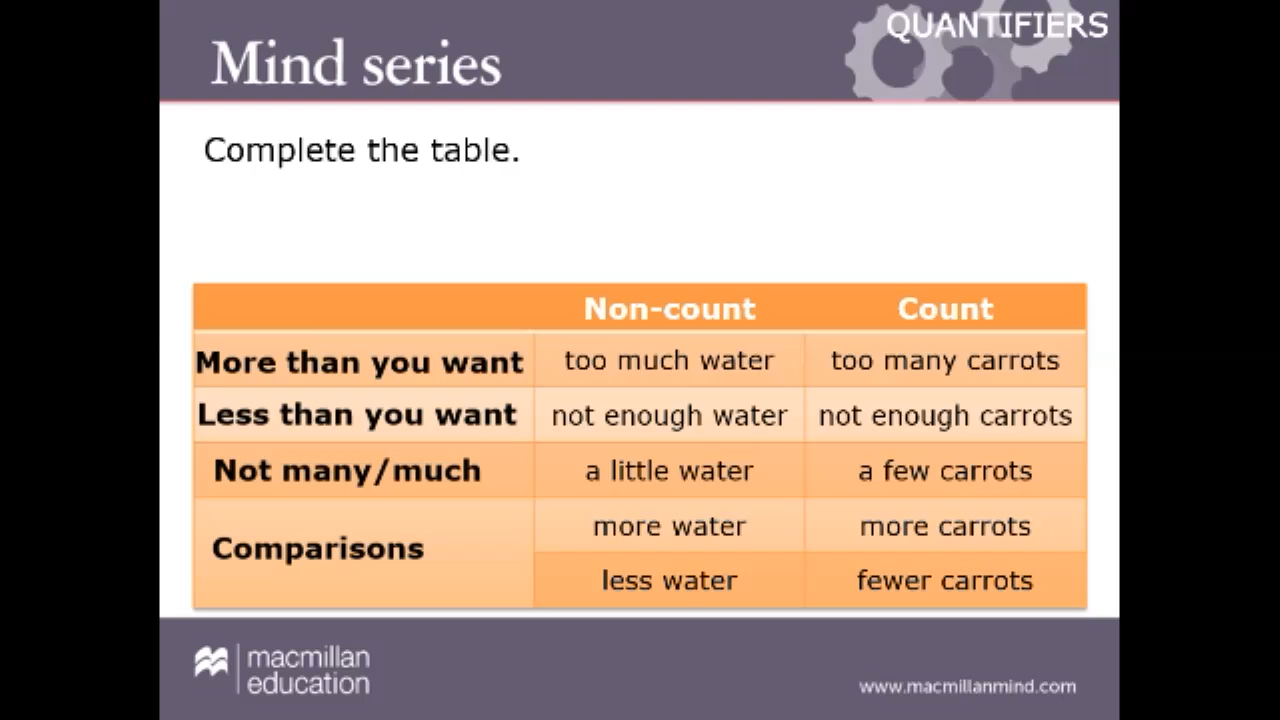 QUANTIFIERS
Mind series
Complete the table.
Non-count Count
More than you want too much water too many carrots
Less than you want not enough water not enough carrots
Not many/much a little water a few carrots
Comparisons more water more carrots
less water fewer carrots
macmillan
education
www.macmillanmind.com